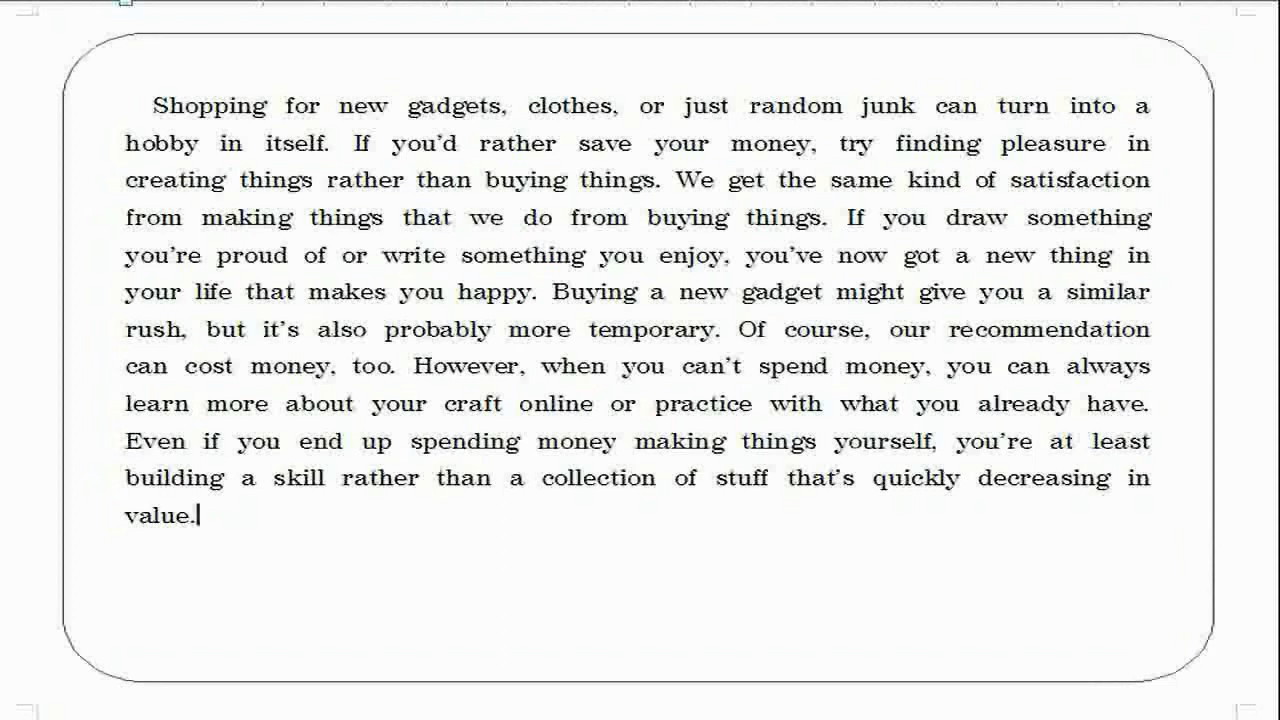 Shopping for new gadgets, clothes, or just random junk can turn into a
hobby in itself. If you'd rather save your money, try finding pleasure in
creating things rather than buying things. We get the same kind of satisfaction
from making things that we do from buying things. If you draw something
you're proud of or write something you enjoy, you've now got a new thing in
your life that makes you happy. Buying a new gadget might give you a similar
rush, but it's also probably more temporary. Of course, our recommendation
can cost money, too. However, when you can't spend money, you can always
learn more about your craft online or practice with what you already have.
Even if you end up spending money making things yourself, you're at least
building a skill rather than a collection of stuff that's quickly decreasing in
value.